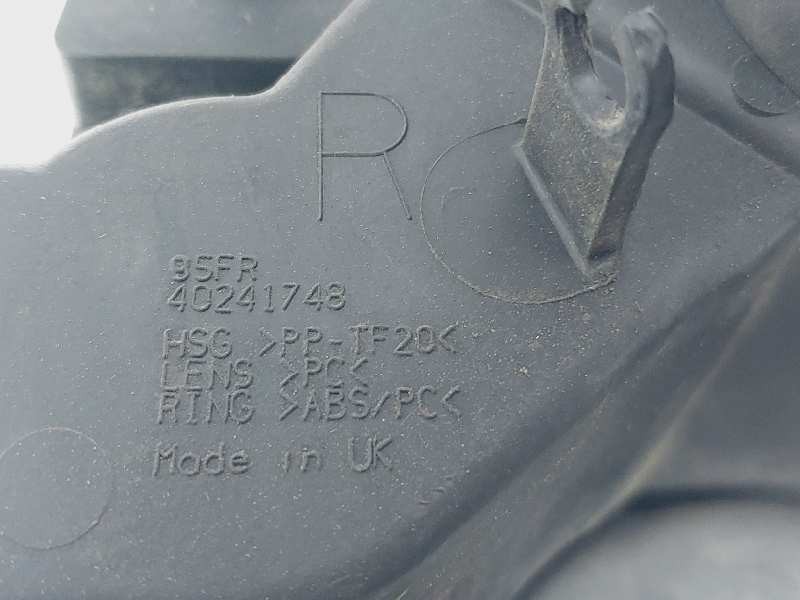 R
95FR
40241748
HSG >PP-TF20<
LENS >PC<
RING >ABS/PC<
Made in UK